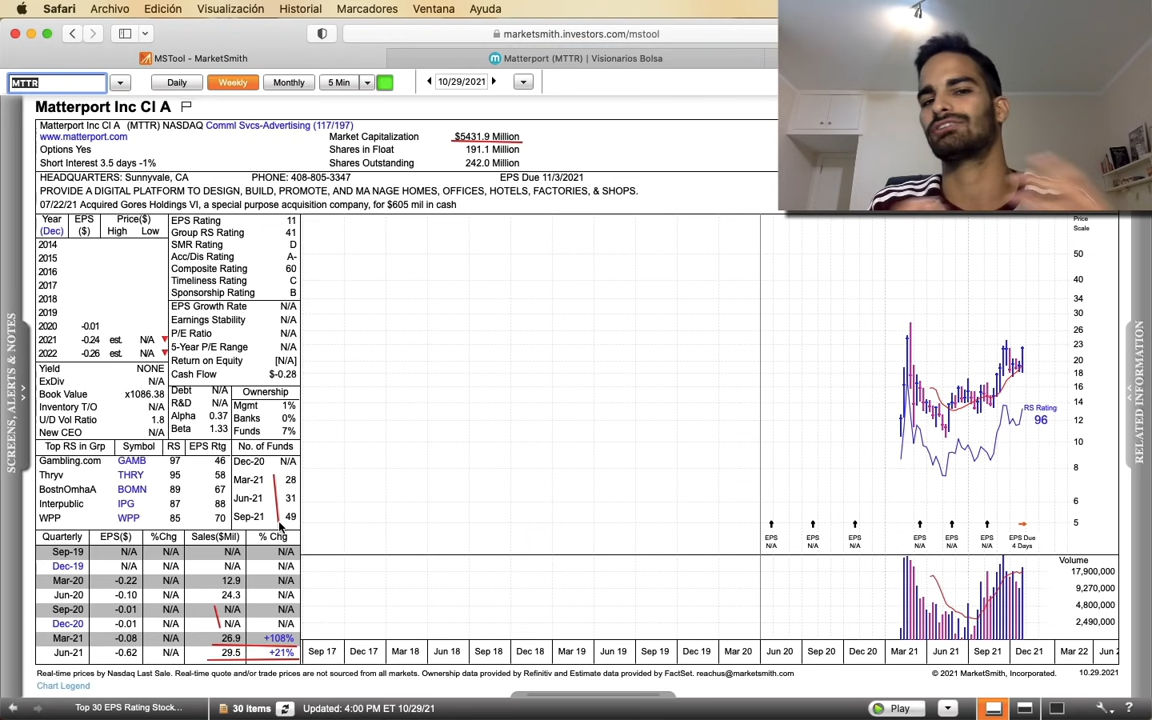 Safari Archivo Edición Visualización Historial Marcadores Ventana Ayuda
marketsmith.investors.com/mstool
MSTool - MarketSmith Matterport (MTTR) | Visionarios Bolsa
MTTR Daily Weekly Monthly 5 Min 10/29/2021
Matterport Inc Cl A
Matterport Inc Cl A (MTTR) NASDAQ Comml Svcs-Advertising (117/197)
www.matterport.com Market Capitalization $5431.9 Million
Options Yes Shares in Float 191.1 Million
Short Interest 3.5 days -1% Shares Outstanding 242.0 Million
HEADQUARTERS: Sunnyvale, CA PHONE: 408-805-3347 EPS Due 11/3/2021
PROVIDE A DIGITAL PLATFORM TO DESIGN, BUILD, PROMOTE, AND MA NAGE HOMES, OFFICES, HOTELS, FACTORIES, & SHOPS.
07/22/21 Acquired Gores Holdings VI, a special purpose acquisition company, for $605 mil in cash
Year EPS Price($)
(Dec) ($) High Low
2014
2015
2016
2017
2018
2019
2020 -0.01
2021 -0.24 est. N/A
2022 -0.26 est. N/A
EPS Rating 11
Group RS Rating 41
SMR Rating D
Acc/Dis Rating A-
Composite Rating 60
Timeliness Rating C
Sponsorship Rating B
EPS Growth Rate N/A
Earnings Stability N/A
P/E Ratio N/A
5-Year P/E Range N/A
Return on Equity [N/A]
Cash Flow $-0.28
Yield NONE
ExDiv N/A
Book Value x1086.38
Inventory T/O N/A
U/D Vol Ratio 1.8
New CEO N/A
Debt N/A
R&D N/A
Alpha 0.37
Beta 1.33
Ownership
Mgmt 1%
Banks 0%
Funds 7%
Top RS in Grp Symbol RS EPS Rtg
Gambling.com GAMB 97 46
Thryv THRY 95 58
BostnOmhaA BOMN 89 67
Interpublic IPG 87 88
WPP WPP 85 70
No. of Funds
Dec-20 N/A
Mar-21 28
Jun-21 31
Sep-21 49
Quarterly EPS($) %Chg Sales($Mil) % Chg
Sep-19 N/A N/A N/A N/A
Dec-19 N/A N/A N/A N/A
Mar-20 -0.22 N/A 12.9 N/A
Jun-20 -0.10 N/A 24.3 N/A
Sep-20 -0.01 N/A N/A N/A
Dec-20 -0.01 N/A N/A N/A
Mar-21 -0.08 N/A 26.9 +108%
Jun-21 -0.62 N/A 29.5 +21%
Price
Scale
50
40
34
30
26
23
20
18
16
14
12
10
8
6
5
RS Rating
96
EPS N/A EPS N/A EPS N/A EPS N/A EPS N/A EPS N/A EPS Due 4 Days
Volume
17,900,000
9,270,000
4,800,000
2,490,000
Sep 17 Dec 17 Mar 18 Jun 18 Sep 18 Dec 18 Mar 19 Jun 19 Sep 19 Dec 19 Mar 20 Jun 20 Sep 20 Dec 20 Mar 21 Jun 21 Sep 21 Dec 21 Mar 22
Real-time prices by Nasdaq Last Sale. Real-time quote and/or trade prices are not sourced from all markets. Ownership data provided by Refinitiv and Estimate data provided by FactSet. reachus@marketsmith.com © 2021 MarketSmith, Incorporated. 10.29.2021
Chart Legend
SCREENS, ALERTS & NOTES
RELATED INFORMATION
Top 30 EPS Rating Stock... 30 items Updated: 4:00 PM ET 10/29/21 Play